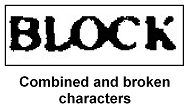 BLOCK
Combined and broken
characters